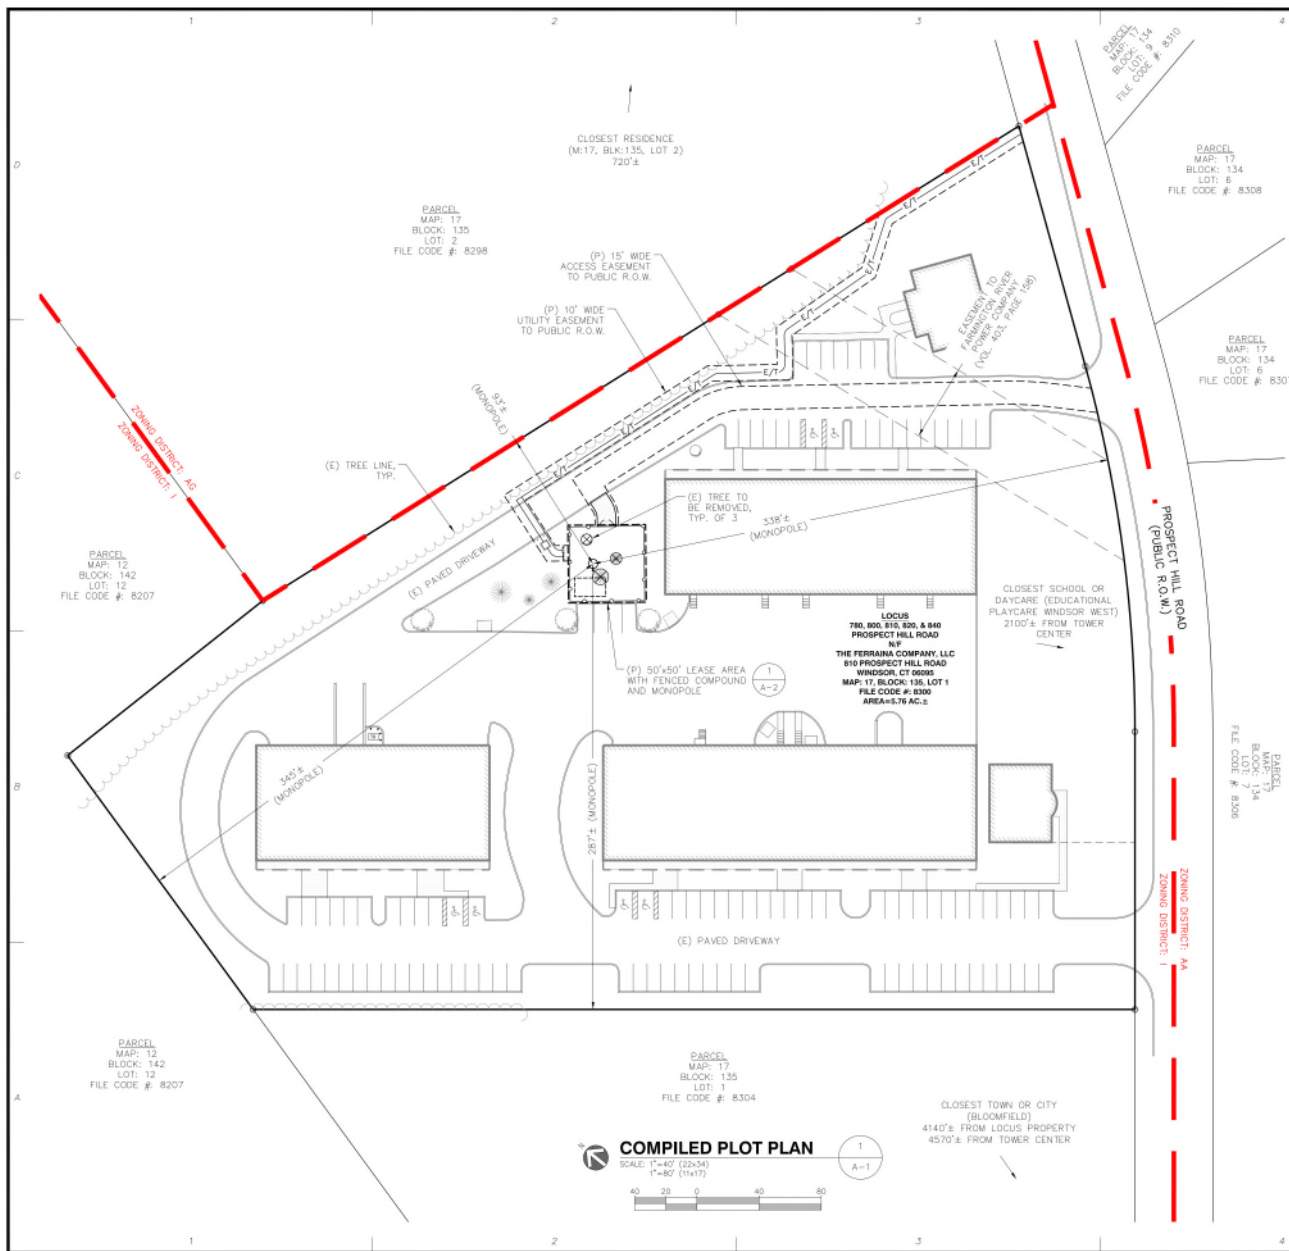 1
2
3
4
D
C
B
A
CLOSEST RESIDENCE
(M:17, BLK:135, LOT 2)
720'±
PARCEL
MAP: 17
BLOCK: 134
LOT: 9
FILE CODE #: 8310
PARCEL
MAP: 17
BLOCK: 134
LOT: 6
FILE CODE #: 8308
PARCEL
MAP: 17
BLOCK: 135
LOT: 2
FILE CODE #: 8298
(P) 15' WIDE
ACCESS EASEMENT
TO PUBLIC R.O.W.
(P) 10' WIDE
UTILITY EASEMENT
TO PUBLIC R.O.W.
E/T
E/T
E/T
E/T
E/T
E/T
E/T
EASEMENT TO
FARMINGTON RIVER
POWER COMPANY
(VOL. 403, PAGE 158)
PARCEL
MAP: 17
BLOCK: 134
LOT: 6
FILE CODE #: 830
93'±
(MONOPOLE)
ZONING DISTRICT: AG
ZONING DISTRICT: I
(E) TREE LINE,
TYP.
(E) TREE TO
BE REMOVED,
TYP. OF 3
338'±
(MONOPOLE)
PROSPECT HILL ROAD
(PUBLIC R.O.W.)
PARCEL
MAP: 12
BLOCK: 142
LOT: 12
FILE CODE #: 8207
(E) PAVED DRIVEWAY
CLOSEST SCHOOL OR
DAYCARE (EDUCATIONAL
PLAYCARE WINDSOR WEST)
2100'± FROM TOWER
CENTER
LOCUS
780, 800, 810, 820, & 840
PROSPECT HILL ROAD
N/F
THE FERRAINA COMPANY, LLC
810 PROSPECT HILL ROAD
WINDSOR, CT 06095
MAP: 17, BLOCK: 135, LOT 1
FILE CODE #: 8300
AREA=5.76 AC.±
(P) 50'x50' LEASE AREA
WITH FENCED COMPOUND
AND MONOPOLE
1
A-2
345'±
(MONOPOLE)
287'± (MONOPOLE)
PARCEL
MAP: 17
BLOCK: 134
LOT: 7
FILE CODE #: 8306
ZONING DISTRICT: AA
ZONING DISTRICT: I
(E) PAVED DRIVEWAY
PARCEL
MAP: 12
BLOCK: 142
LOT: 12
FILE CODE #: 8207
PARCEL
MAP: 17
BLOCK: 135
LOT: 1
FILE CODE #: 8304
CLOSEST TOWN OR CITY
(BLOOMFIELD)
4140'± FROM LOCUS PROPERTY
4570'± FROM TOWER CENTER
COMPILED PLOT PLAN
SCALE: 1"=40' (22x34)
1"=80' (11x17)
1
A-1
40 20 0 40 80
1
2
3
4